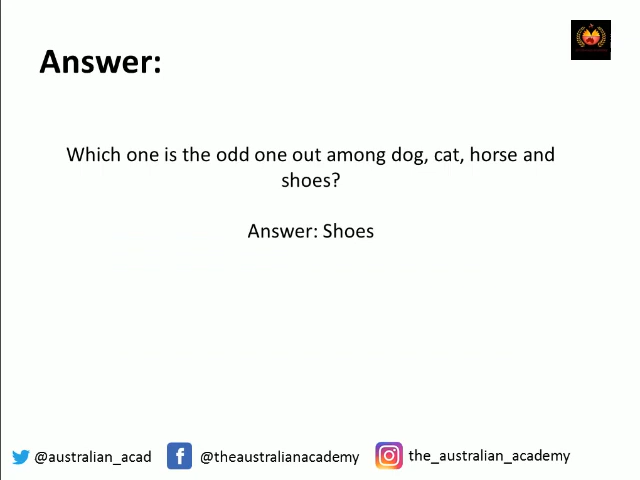 Answer:
Which one is the odd one out among dog, cat, horse and
shoes?
Answer: Shoes
@australian_acad @theaustralianacademy the_australian_academy